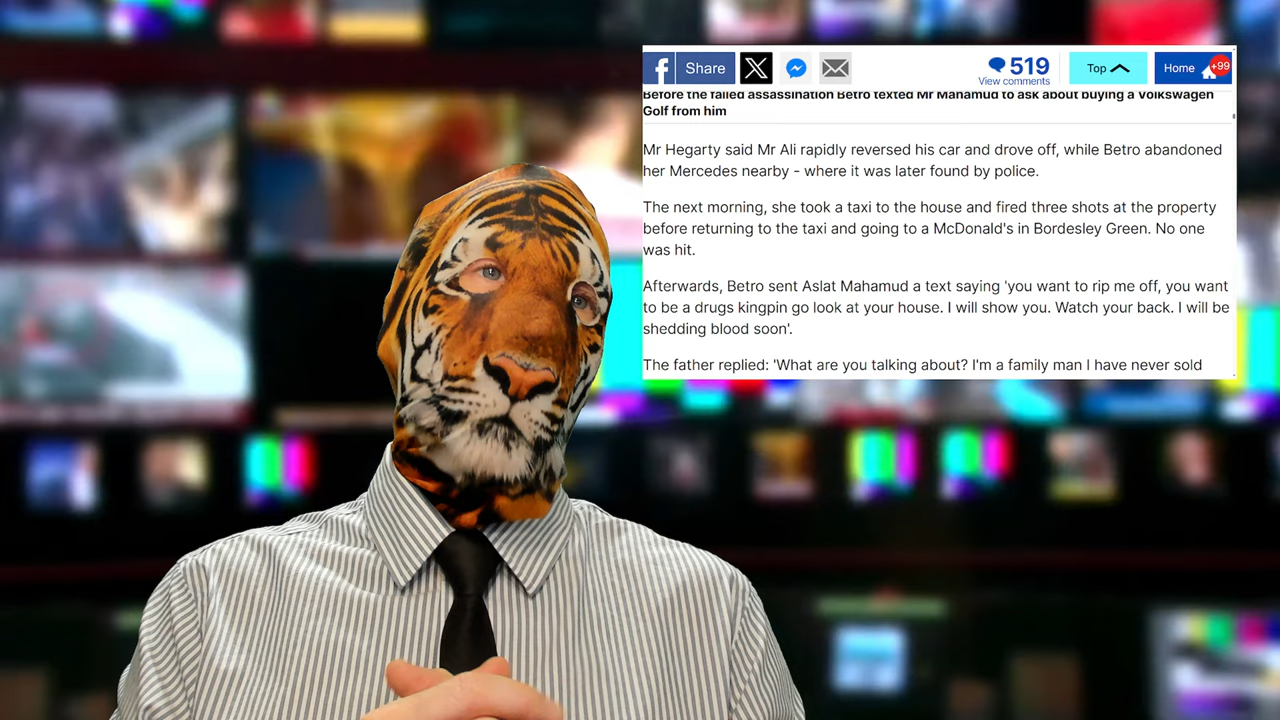 Share
519
View comments
Top
Home
+99
Before the failed assassination Betro texted Mr Mahamud to ask about buying a Volkswagen
Golf from him
Mr Hegarty said Mr Ali rapidly reversed his car and drove off, while Betro abandoned
her Mercedes nearby - where it was later found by police.
The next morning, she took a taxi to the house and fired three shots at the property
before returning to the taxi and going to a McDonald's in Bordesley Green. No one
was hit.
Afterwards, Betro sent Aslat Mahamud a text saying 'you want to rip me off, you want
to be a drugs kingpin go look at your house. I will show you. Watch your back. I will be
shedding blood soon'.
The father replied: 'What are you talking about? I'm a family man I have never sold